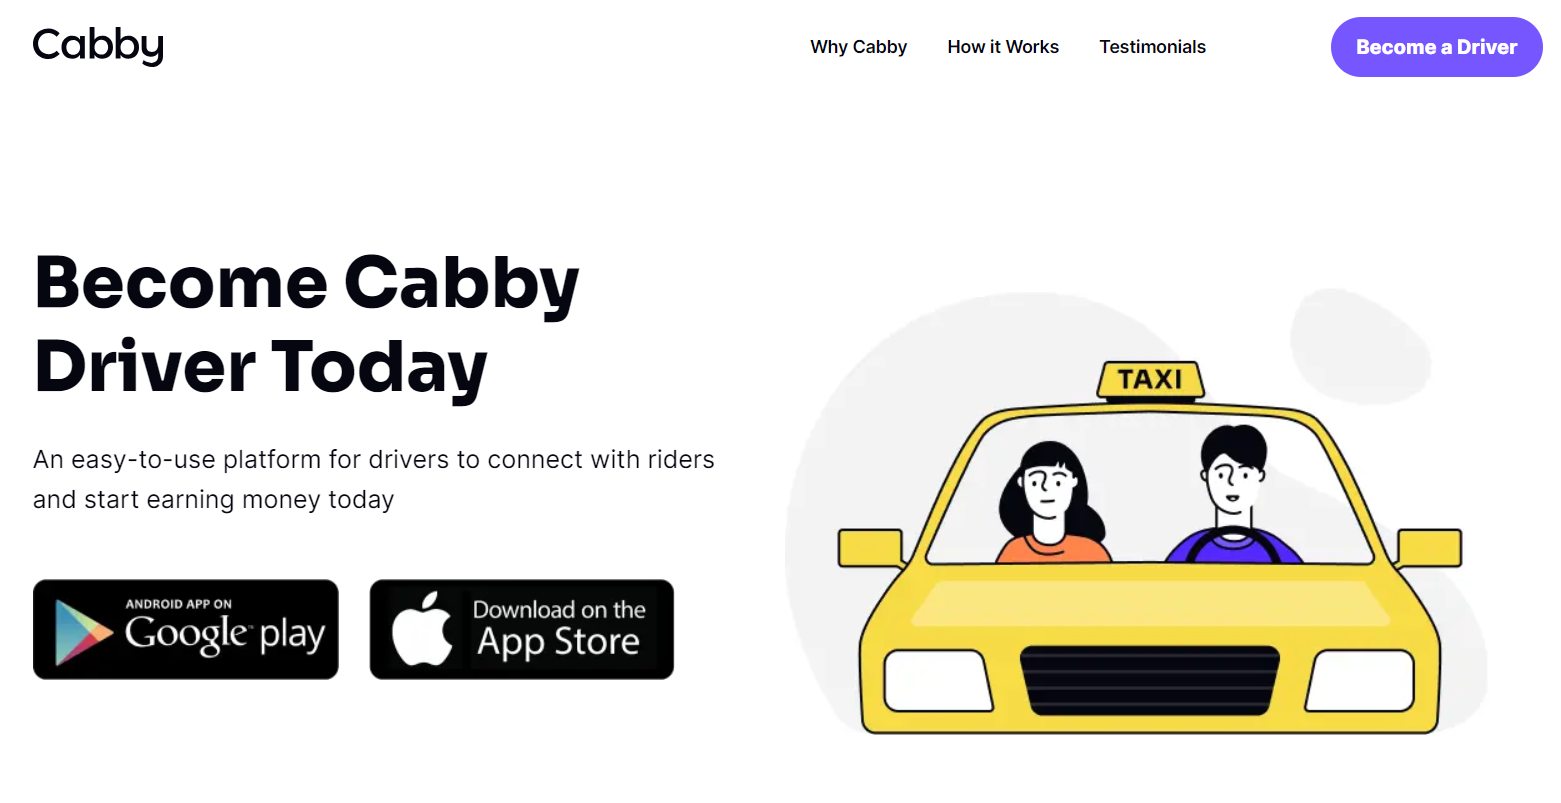 Cabby
Why Cabby
How it Works
Testimonials
Become a Driver
Become Cabby
Driver Today
An easy-to-use platform for drivers to connect with riders
and start earning money today
ANDROID APP ON
Google play
Download on the
App Store
TAXI